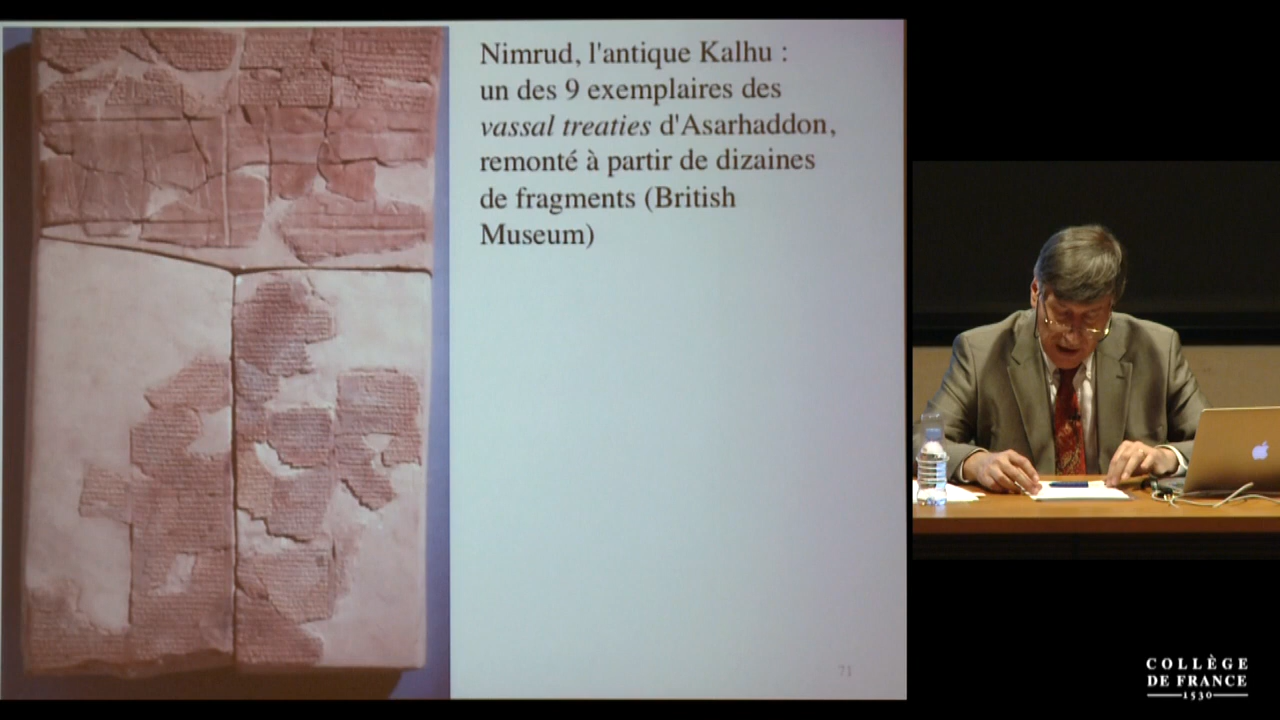 Nimrud, l'antique Kalhu :
un des 9 exemplaires des
vassal treaties d'Asarhaddon,
remonté à partir de dizaines
de fragments (British
Museum)
COLLÈGE
DE FRANCE
1530